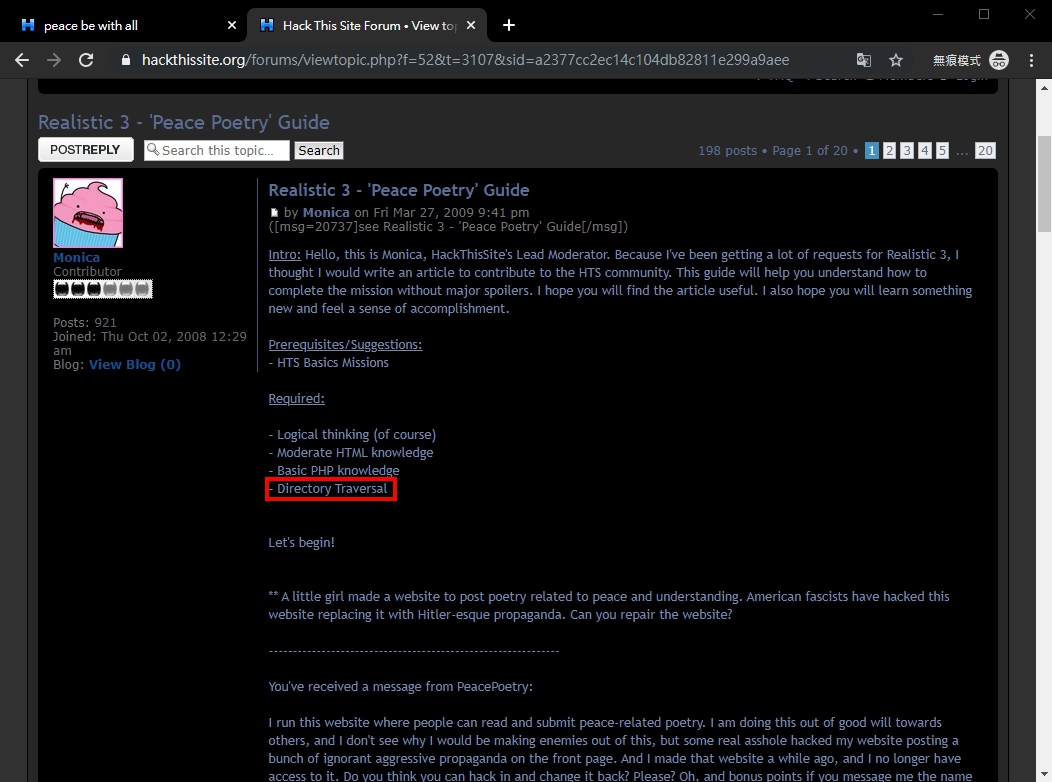 peace be with all
Hack This Site Forum • View top
hackthissite.org/forums/viewtopic.php?f=52&t=3107&sid=a2377cc2ec14c104db82811e299a9aee
無痕模式
Realistic 3 - 'Peace Poetry' Guide
POSTREPLY
Search this topic...
Search
198 posts • Page 1 of 20 • 1 2 3 4 5 ... 20
Realistic 3 - 'Peace Poetry' Guide
by Monica on Fri Mar 27, 2009 9:41 pm
([msg=20737]see Realistic 3 - 'Peace Poetry' Guide[/msg])
Monica
Contributor
Posts: 921
Joined: Thu Oct 02, 2008 12:29
am
Blog: View Blog (0)
Intro: Hello, this is Monica, HackThisSite's Lead Moderator. Because I've been getting a lot of requests for Realistic 3, I
thought I would write an article to contribute to the HTS community. This guide will help you understand how to
complete the mission without major spoilers. I hope you will find the article useful. I also hope you will learn something
new and feel a sense of accomplishment.
Prerequisites/Suggestions:
- HTS Basics Missions
Required:
- Logical thinking (of course)
- Moderate HTML knowledge
- Basic PHP knowledge
- Directory Traversal
Let's begin!
** A little girl made a website to post poetry related to peace and understanding. American fascists have hacked this
website replacing it with Hitler-esque propaganda. Can you repair the website?
------------------------------------------------------------
You've received a message from PeacePoetry:
I run this website where people can read and submit peace-related poetry. I am doing this out of good will towards
others, and I don't see why I would be making enemies out of this, but some real asshole hacked my website posting a
bunch of ignorant aggressive propaganda on the front page. And I made that website a while ago, and I no longer have
access to it. Do you think you can hack in and change it back? Please? Oh, and bonus points if you message me the name